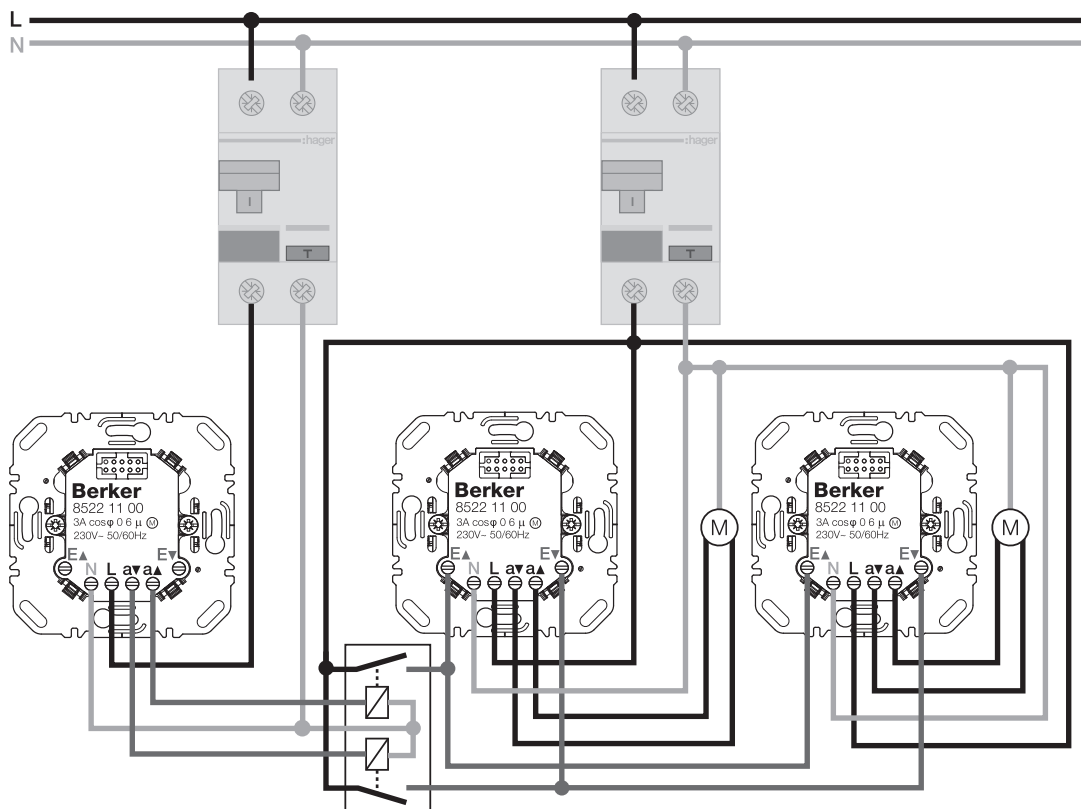 L
N
:hager
I
T
:hager
I
T
Berker
8522 11 00
3A cosφ 0 6 μ M
230V~ 50/60Hz
E▲ E▼
N L a▼ a▲
Berker
8522 11 00
3A cosφ 0 6 μ M
230V~ 50/60Hz
E▲ E▼
N L a▼ a▲
M
Berker
8522 11 00
3A cosφ 0 6 μ M
230V~ 50/60Hz
E▲ E▼
N L a▼ a▲
M